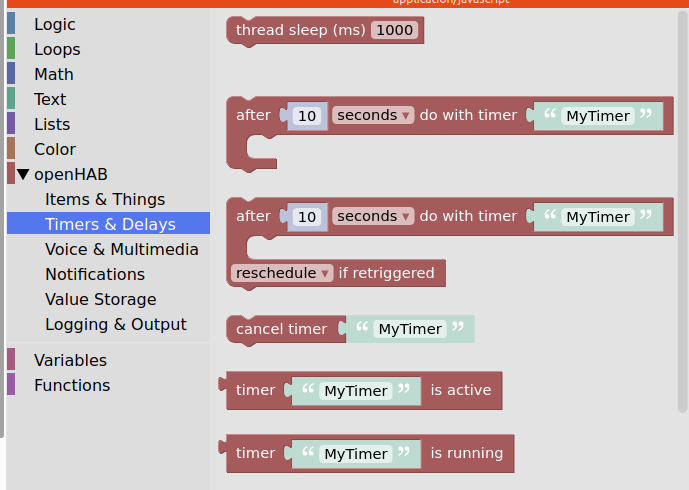 application/javascript
Logic
Loops
Math
Text
Lists
Color
openHAB
Items & Things
Timers & Delays
Voice & Multimedia
Notifications
Value Storage
Logging & Output
Variables
Functions
thread sleep (ms) 1000
after 10 seconds do with timer “ MyTimer ”
after 10 seconds do with timer “ MyTimer ”
reschedule if retriggered
cancel timer “ MyTimer ”
timer “ MyTimer ” is active
timer “ MyTimer ” is running